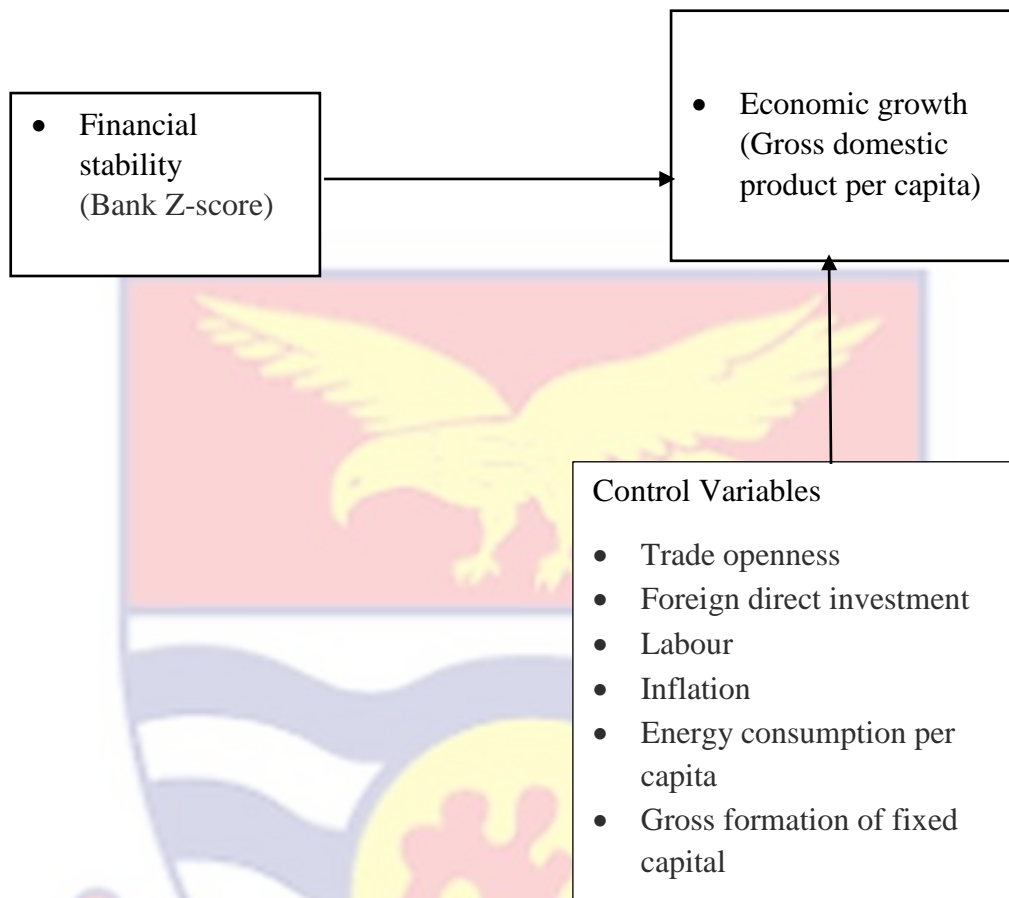 • Financial
stability
(Bank Z-score)
• Economic growth
(Gross domestic
product per capita)
Control Variables
• Trade openness
• Foreign direct investment
• Labour
• Inflation
• Energy consumption per
capita
• Gross formation of fixed
capital